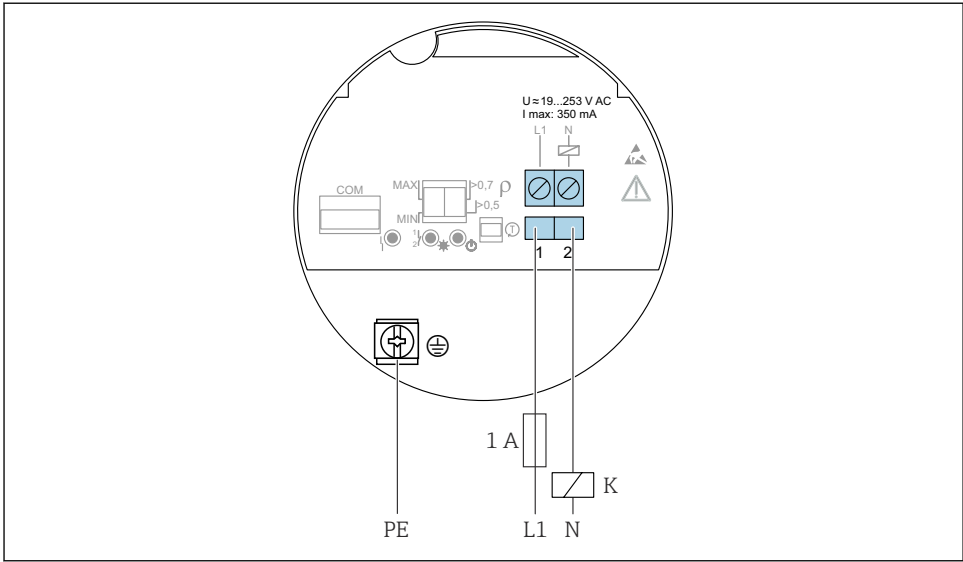 U≈19...253 V AC
I max: 350 mA
L1 N
COM
MAX >0,7 ρ
>0,5
MIN
1
2
T
1 2
1 A
K
PE L1 N